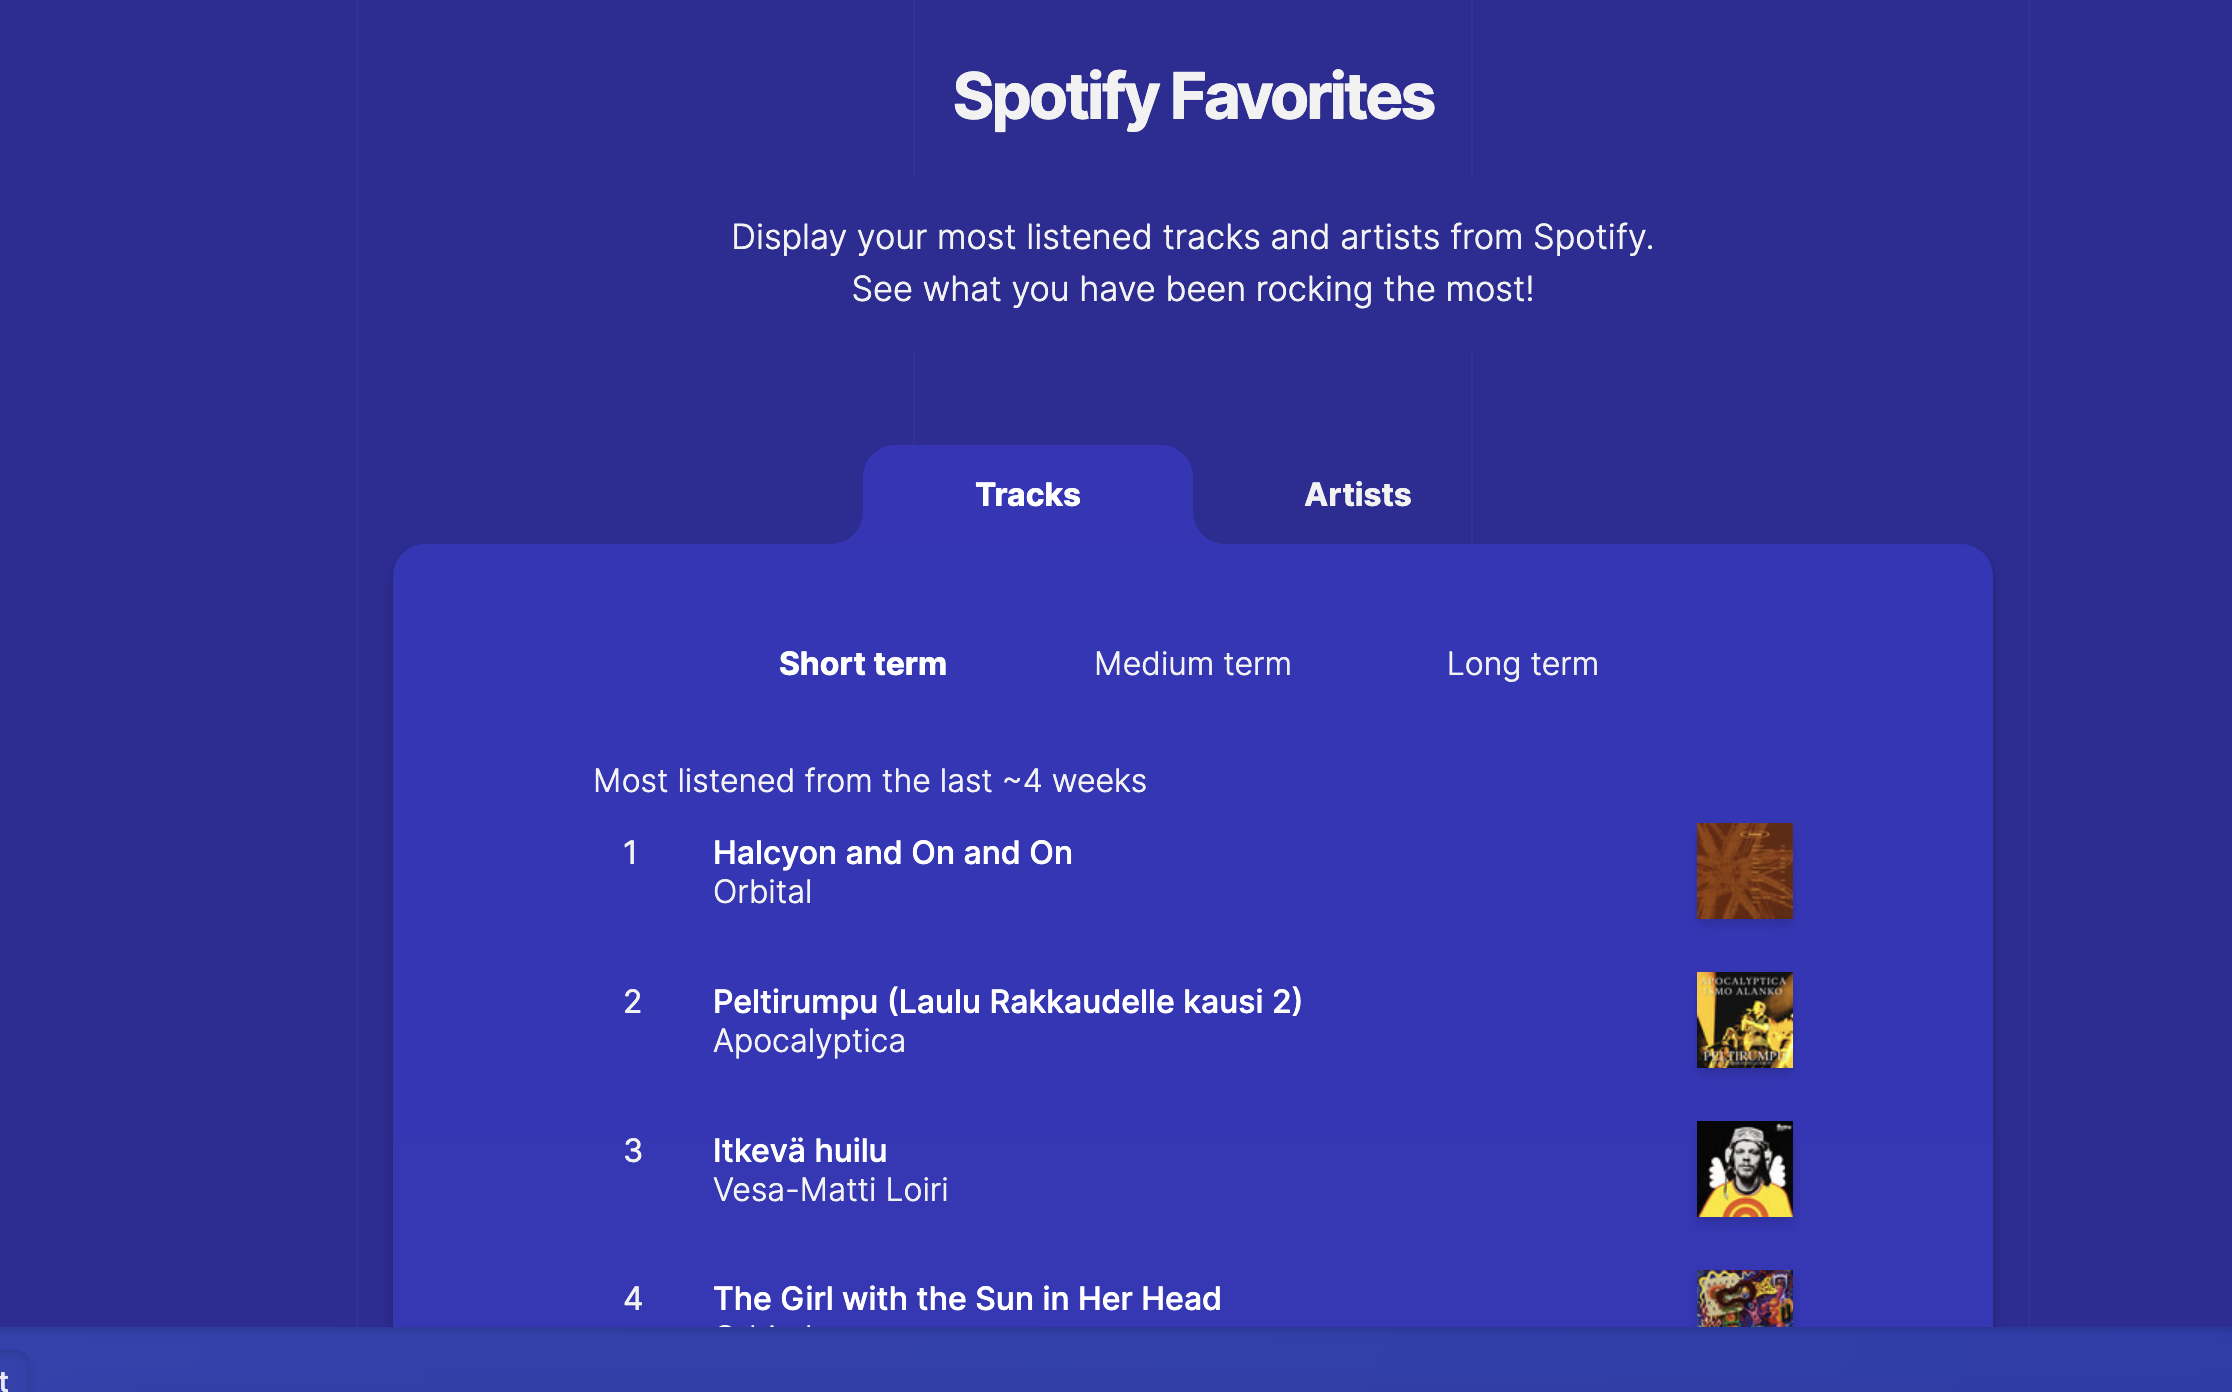 Spotify Favorites
Display your most listened tracks and artists from Spotify.
See what you have been rocking the most!
Tracks
Artists
Short term
Medium term
Long term
Most listened from the last ~4 weeks
1
Halcyon and On and On
Orbital
2
Peltirumpu (Laulu Rakkaudelle kausi 2)
Apocalyptica
APOCALYPTICA
ISMO ALANKO
PELTIRUMPU
3
Itkevä huilu
Vesa-Matti Loiri
4
The Girl with the Sun in Her Head
t